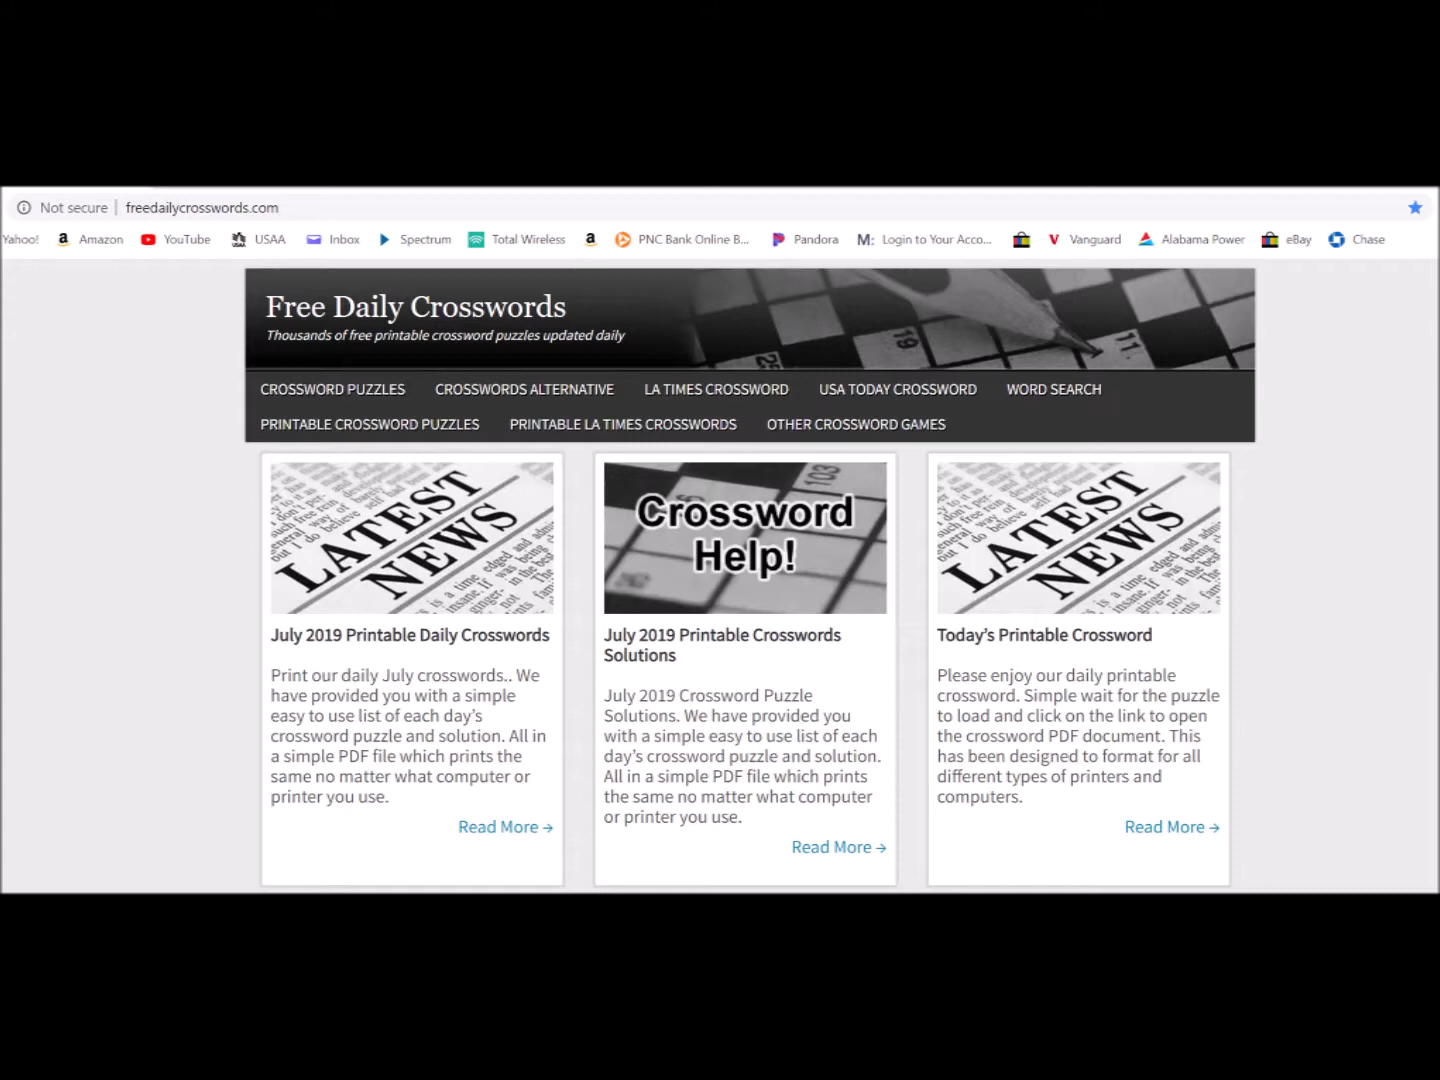 Not secure | freedailycrosswords.com
Yahoo! Amazon YouTube USAA Inbox Spectrum Total Wireless PNC Bank Online B... Pandora M: Login to Your Acco... Vanguard Alabama Power eBay Chase
Free Daily Crosswords
Thousands of free printable crossword puzzles updated daily
19 11
CROSSWORD PUZZLES CROSSWORDS ALTERNATIVE LA TIMES CROSSWORD USA TODAY CROSSWORD WORD SEARCH
PRINTABLE CROSSWORD PUZZLES PRINTABLE LA TIMES CROSSWORDS OTHER CROSSWORD GAMES
LATEST
NEWS
July 2019 Printable Daily Crosswords
Print our daily July crosswords.. We
have provided you with a simple
easy to use list of each day's
crossword puzzle and solution. All in
a simple PDF file which prints the
same no matter what computer or
printer you use.
Read More →
103
Crossword
Help!
July 2019 Printable Crosswords
Solutions
July 2019 Crossword Puzzle
Solutions. We have provided you
with a simple easy to use list of each
day's crossword puzzle and solution.
All in a simple PDF file which prints
the same no matter what computer
or printer you use.
Read More →
LATEST
NEWS
Today's Printable Crossword
Please enjoy our daily printable
crossword. Simple wait for the puzzle
to load and click on the link to open
the crossword PDF document. This
has been designed to format for all
different types of printers and
computers.
Read More →